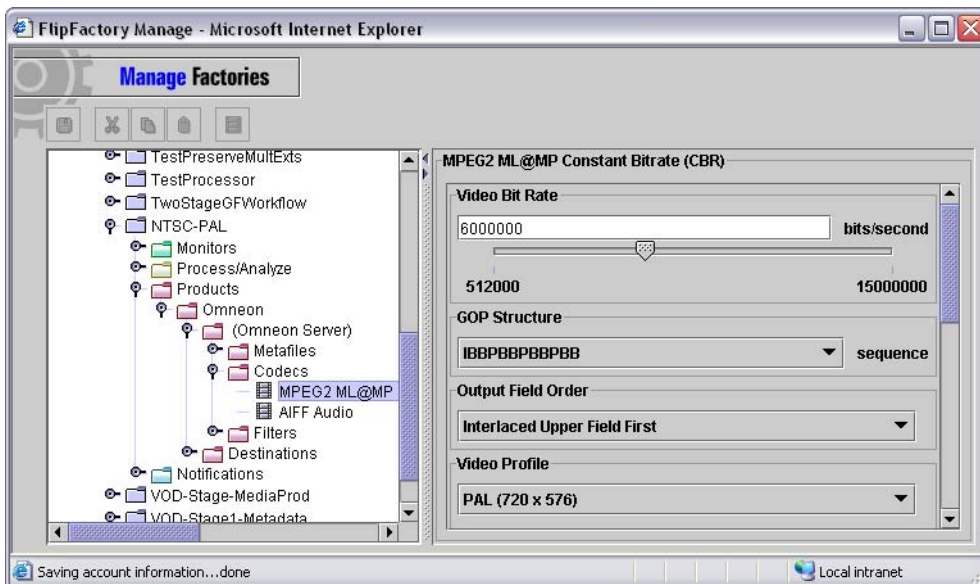 FlipFactory Manage - Microsoft Internet Explorer
Manage Factories
TestPreserveMultExts
TestProcessor
TwoStageGFWorkflow
NTSC-PAL
Monitors
Process/Analyze
Products
Omneon
(Omneon Server)
Metafiles
Codecs
MPEG2 ML@MP
AIFF Audio
Filters
Destinations
Notifications
VOD-Stage-MediaProd
VOD-Stage1-Metadata
MPEG2 ML@MP Constant Bitrate (CBR)
Video Bit Rate
6000000 bits/second
512000 15000000
GOP Structure
IBBPBBPBBPBB sequence
Output Field Order
Interlaced Upper Field First
Video Profile
PAL (720 x 576)
Saving account information...done
Local intranet